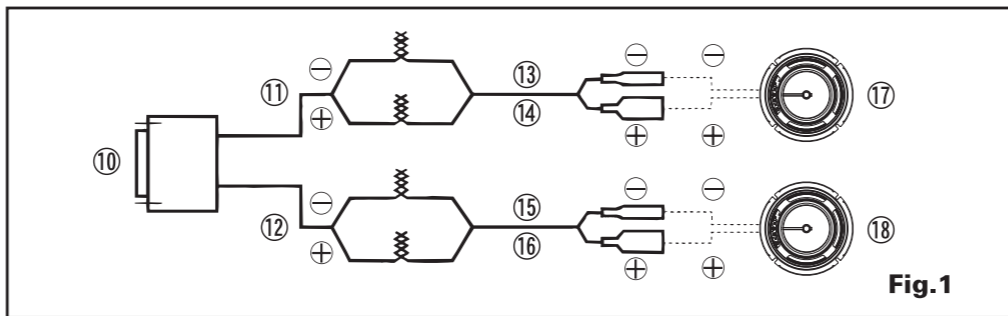 ⊖ ⑬ ⊖ ⊖
⑪ ⑭ ⑰
⊕ ⊕ ⊕
⑩
⊖ ⑮ ⊖ ⊖
⑫ ⑯ ⑱
⊕ ⊕ ⊕
Fig.1